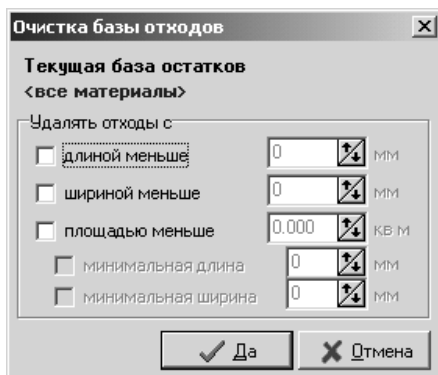 Очистка базы отходов
Текущая база остатков
<все материалы>
Удалять отходы с
длиной меньше 0 мм
шириной меньше 0 мм
площадью меньше 0.000 кв м
минимальная длина 0 мм
минимальная ширина 0 мм
Да Отмена